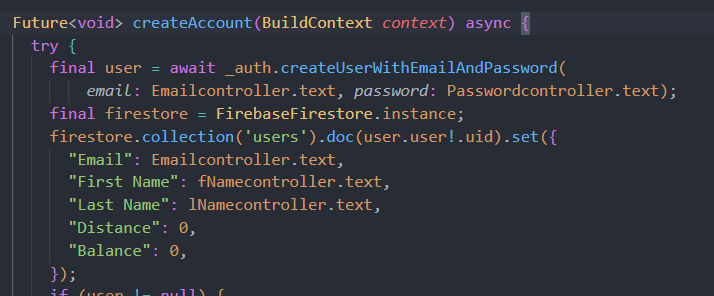 Future<void> createAccount(BuildContext context) async {
try {
final user = await _auth.createUserWithEmailAndPassword(
email: Emailcontroller.text, password: Passwordcontroller.text);
final firestore = FirebaseFirestore.instance;
firestore.collection('users').doc(user.user!.uid).set({
"Email": Emailcontroller.text,
"First Name": fNamecontroller.text,
"Last Name": lNamecontroller.text,
"Distance": 0,
"Balance": 0,
});
if (user != null) {